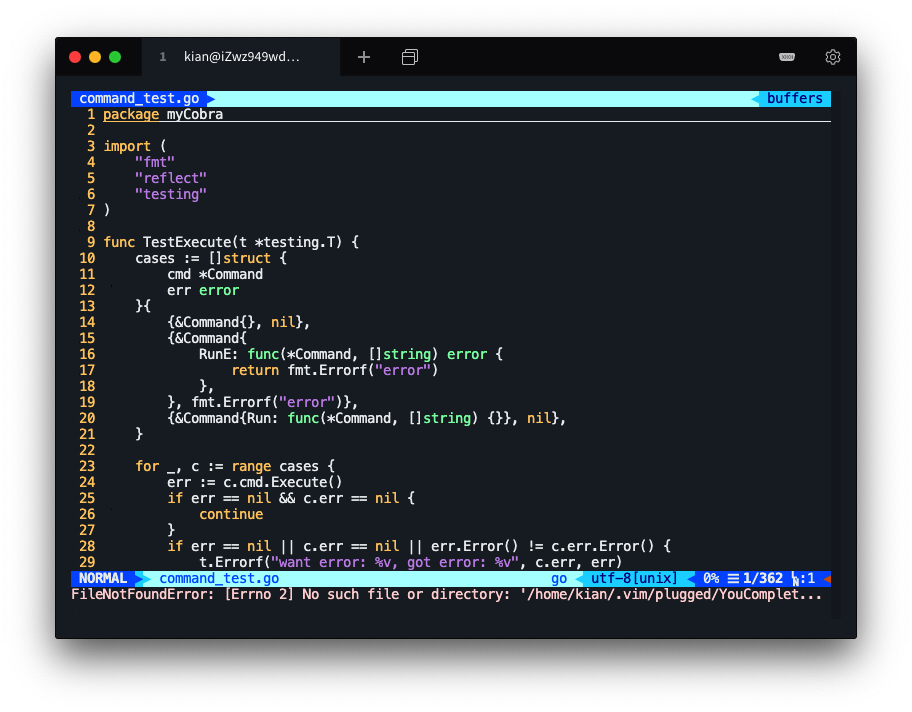 1 kian@iZwz949wd...
command_test.go buffers
1 package myCobra
2
3 import (
4     "fmt"
5     "reflect"
6     "testing"
7 )
8
9 func TestExecute(t *testing.T) {
10     cases := []struct {
11         cmd *Command
12         err error
13     }{
14         {&Command{}, nil},
15         {&Command{
16             RunE: func(*Command, []string) error {
17                 return fmt.Errorf("error")
18             },
19         }, fmt.Errorf("error")},
20         {&Command{Run: func(*Command, []string) {}}, nil},
21     }
22
23     for _, c := range cases {
24         err := c.cmd.Execute()
25         if err == nil && c.err == nil {
26             continue
27         }
28         if err == nil || c.err == nil || err.Error() != c.err.Error() {
29             t.Errorf("want error: %v, got error: %v", c.err, err)
NORMAL command_test.go go utf-8[unix] 0% ☰ 1/362 :1
FileNotFoundError: [Errno 2] No such file or directory: '/home/kian/.vim/plugged/YouComplet...